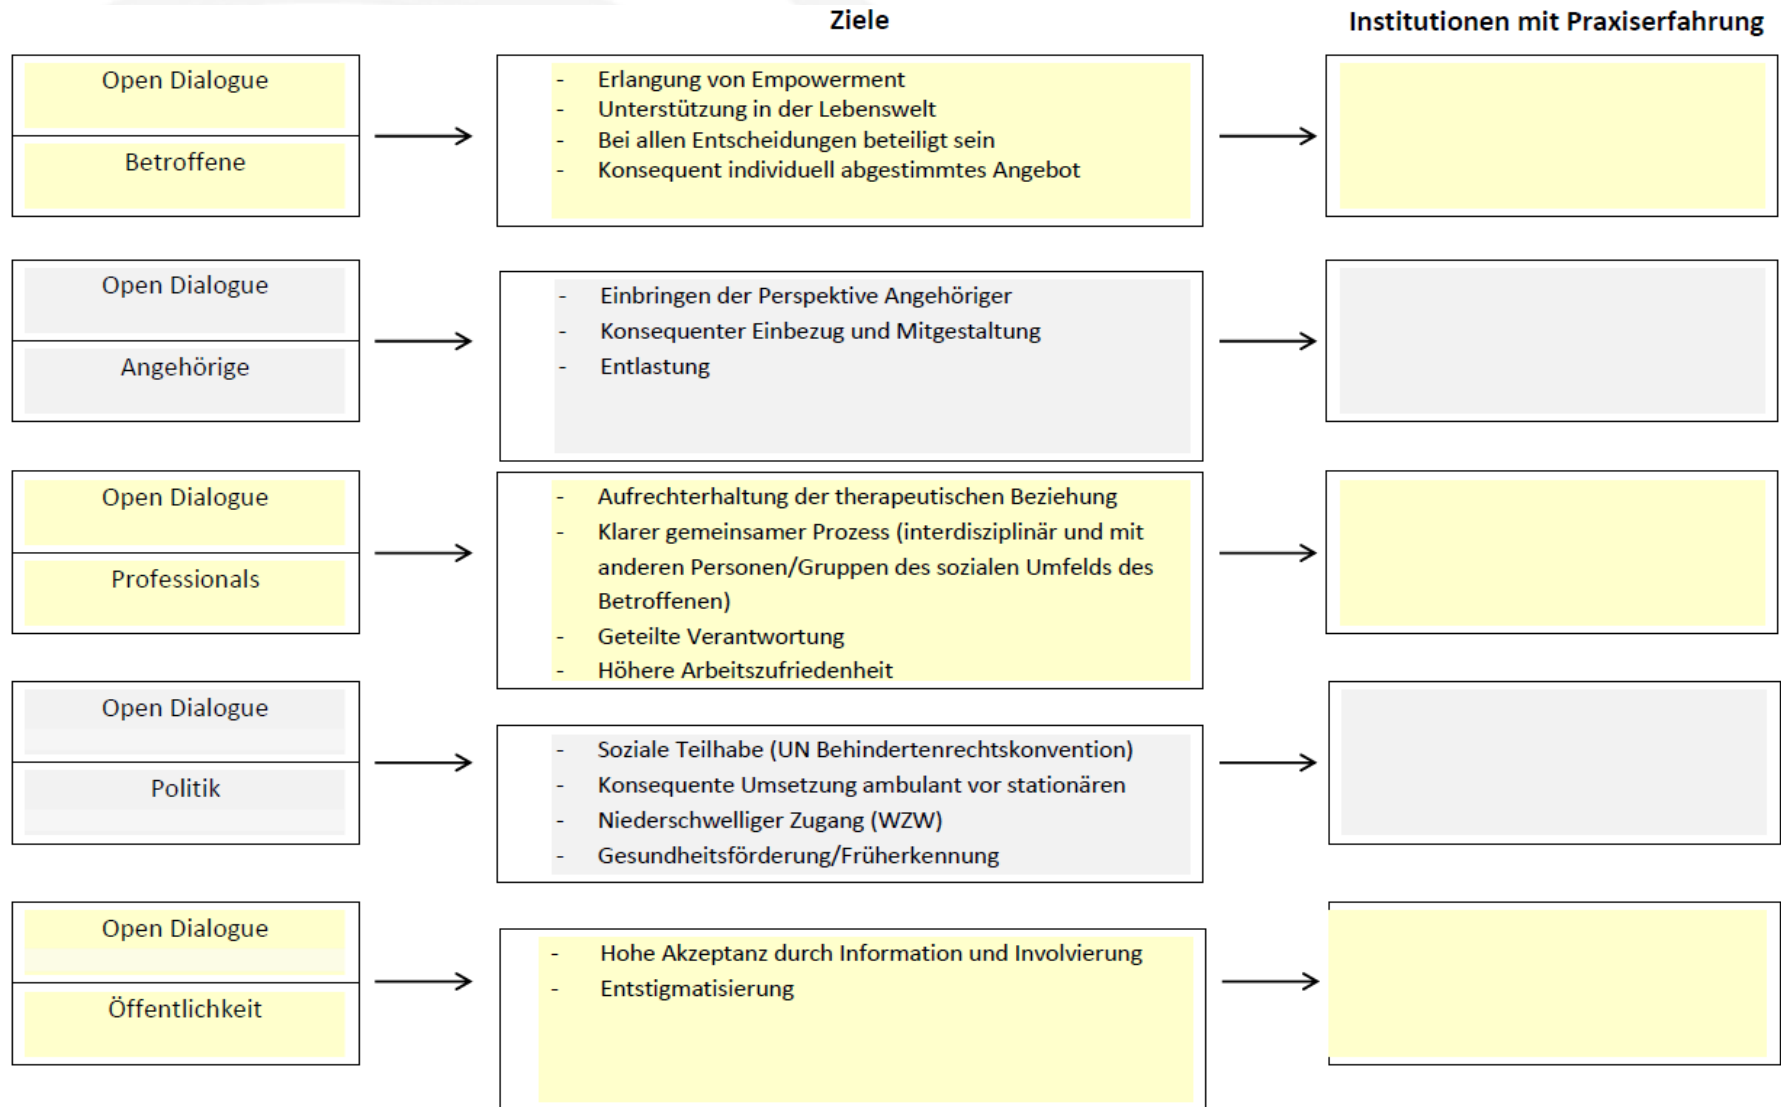 Ziele
Institutionen mit Praxiserfahrung
Open Dialogue
Betroffene
- Erlangung von Empowerment
- Unterstützung in der Lebenswelt
- Bei allen Entscheidungen beteiligt sein
- Konsequent individuell abgestimmtes Angebot
Open Dialogue
Angehörige
- Einbringen der Perspektive Angehöriger
- Konsequenter Einbezug und Mitgestaltung
- Entlastung
Open Dialogue
Professionals
- Aufrechterhaltung der therapeutischen Beziehung
- Klarer gemeinsamer Prozess (interdisziplinär und mit
anderen Personen/Gruppen des sozialen Umfelds des
Betroffenen)
- Geteilte Verantwortung
- Höhere Arbeitszufriedenheit
Open Dialogue
Politik
- Soziale Teilhabe (UN Behindertenrechtskonvention)
- Konsequente Umsetzung ambulant vor stationären
- Niederschwelliger Zugang (WZW)
- Gesundheitsförderung/Früherkennung
Open Dialogue
Öffentlichkeit
- Hohe Akzeptanz durch Information und Involvierung
- Entstigmatisierung